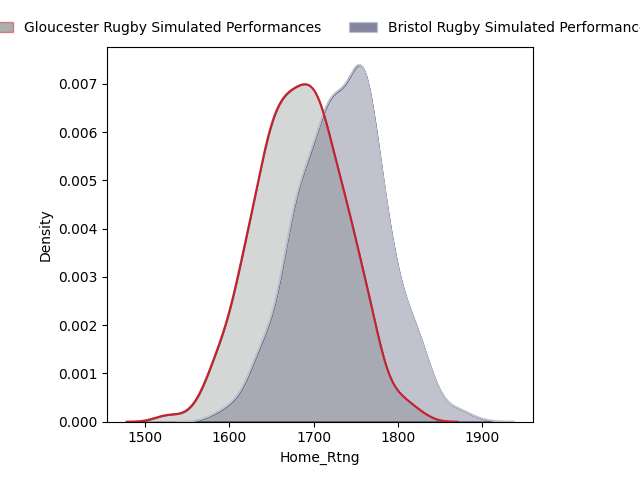 Gloucester Rugby Simulated Performances
Bristol Rugby Simulated
0.007
0.006
0.005
0.004
0.003
0.002
0.001
0.000
Density
1500 1600 1700 1800 1900
Home_Rtng